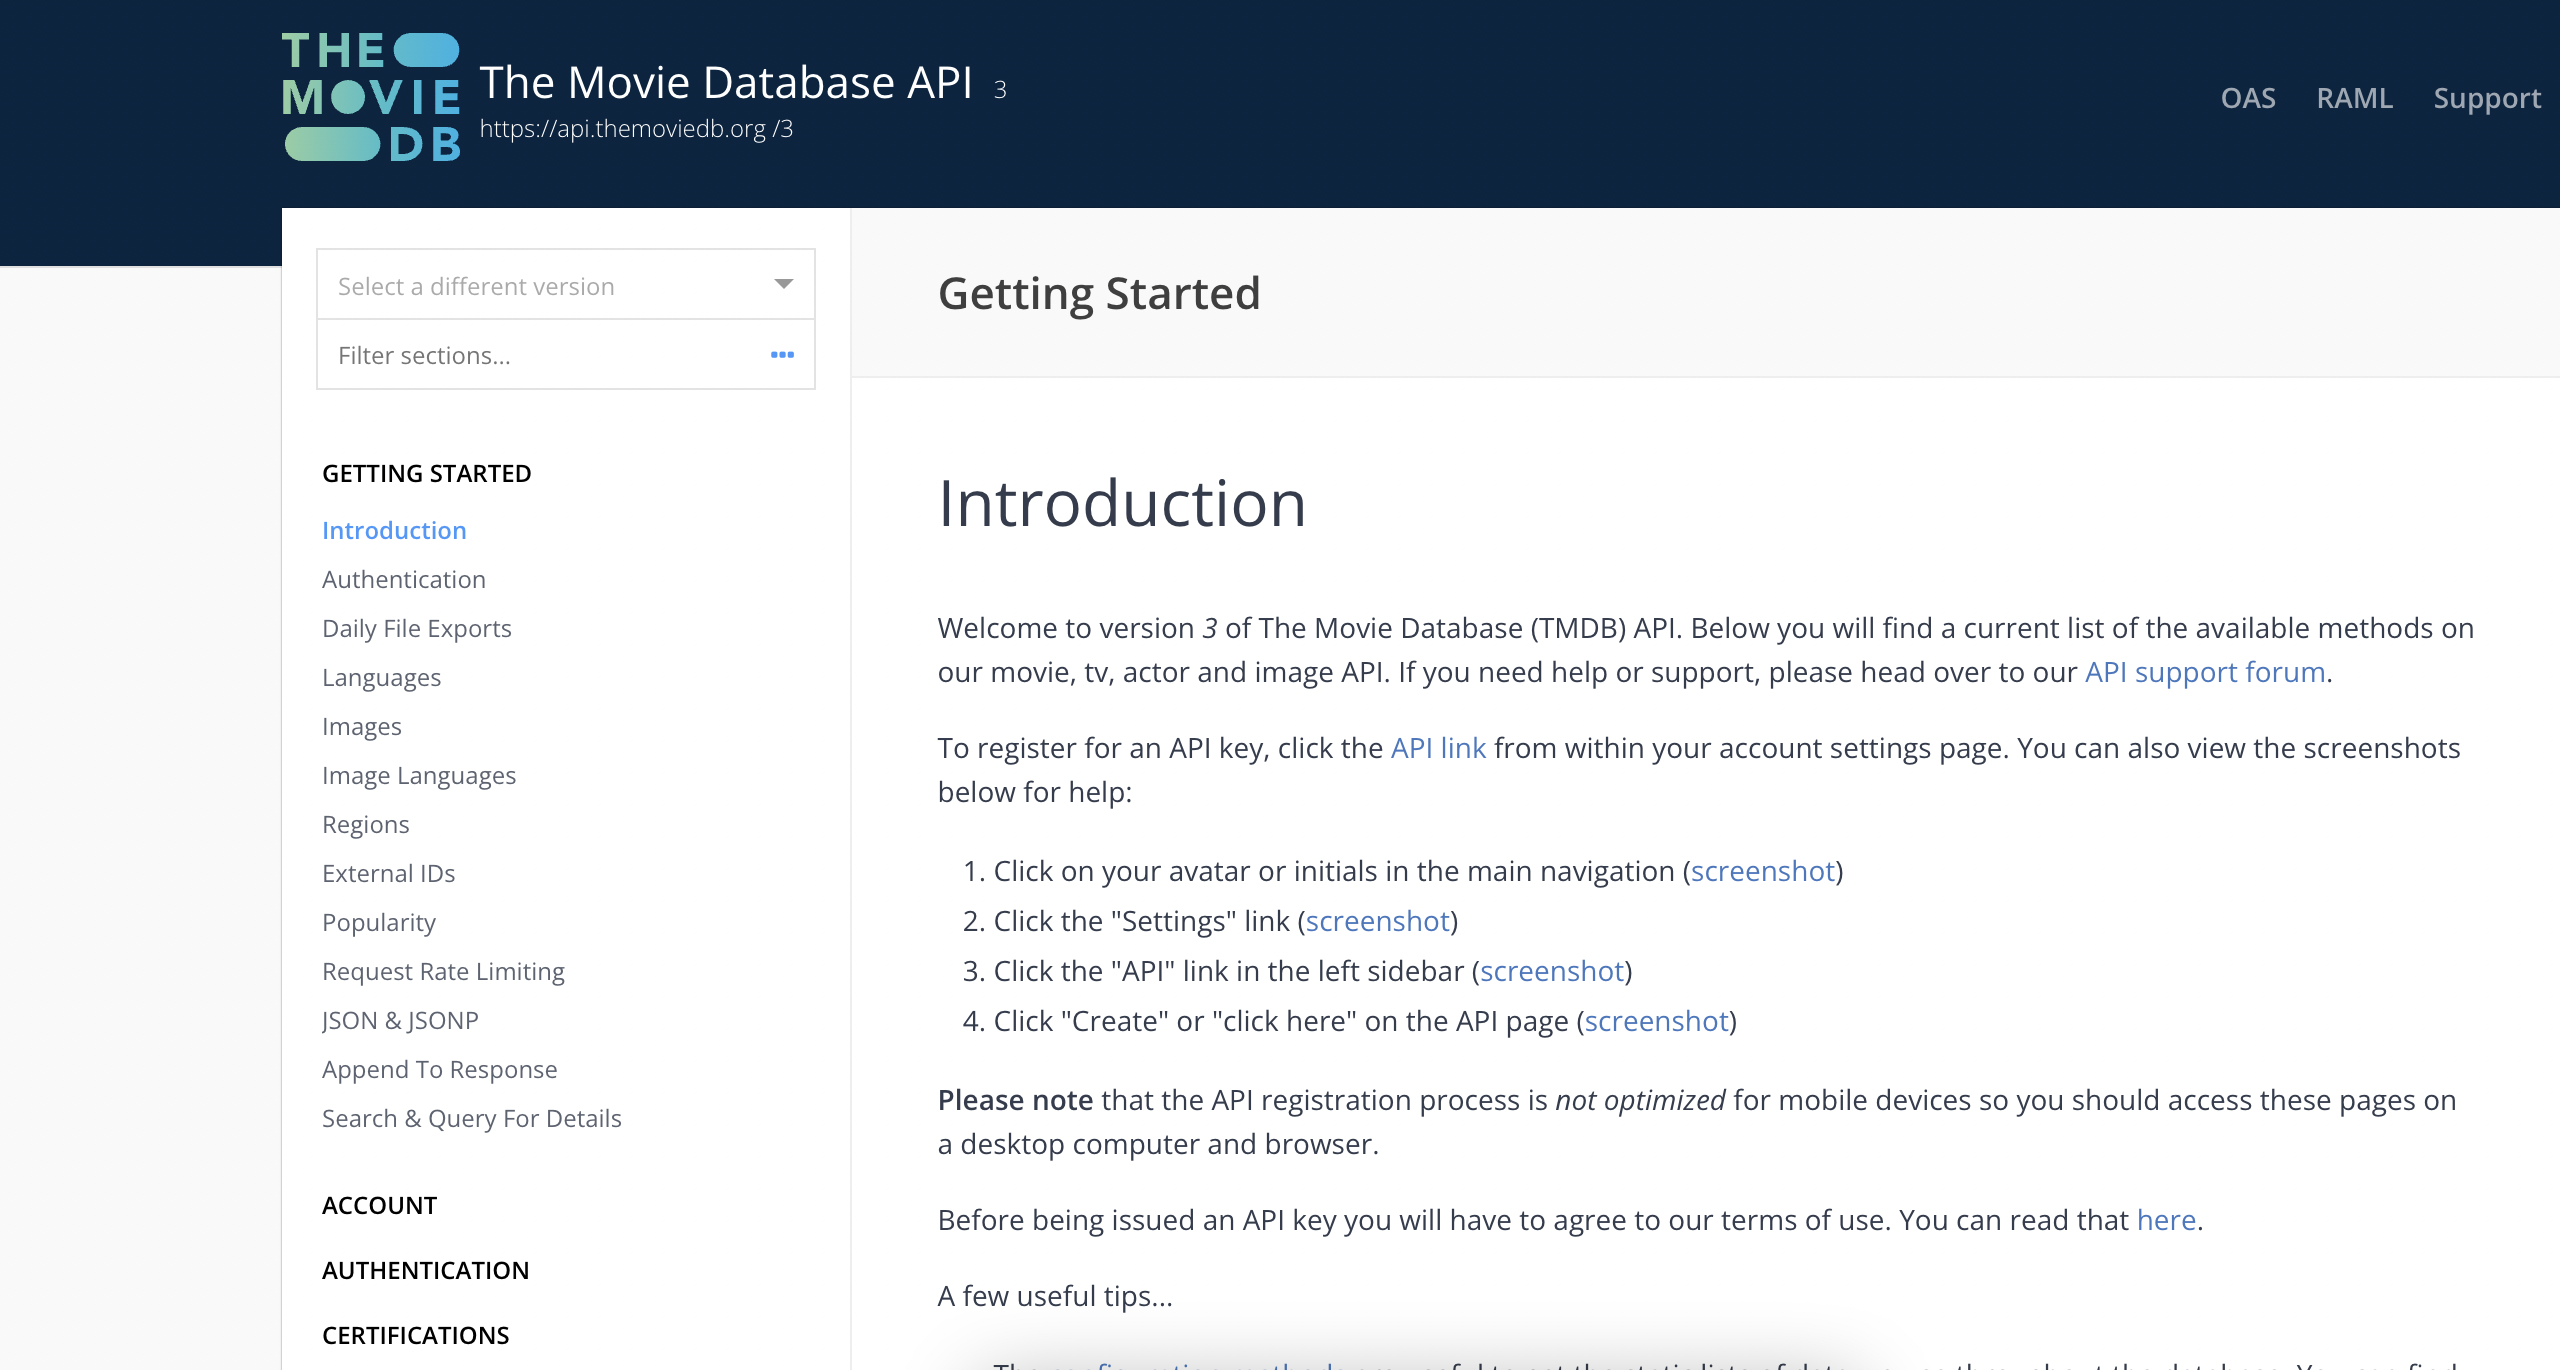 THE
MOVIE
DB
The Movie Database API 3
https://api.themoviedb.org /3
OAS RAML Support
Select a different version
Filter sections...
GETTING STARTED
Introduction
Authentication
Daily File Exports
Languages
Images
Image Languages
Regions
External IDs
Popularity
Request Rate Limiting
JSON & JSONP
Append To Response
Search & Query For Details
ACCOUNT
AUTHENTICATION
CERTIFICATIONS
Getting Started
Introduction
Welcome to version 3 of The Movie Database (TMDB) API. Below you will find a current list of the available methods on
our movie, tv, actor and image API. If you need help or support, please head over to our API support forum.
To register for an API key, click the API link from within your account settings page. You can also view the screenshots
below for help:
1. Click on your avatar or initials in the main navigation (screenshot)
2. Click the "Settings" link (screenshot)
3. Click the "API" link in the left sidebar (screenshot)
4. Click "Create" or "click here" on the API page (screenshot)
Please note that the API registration process is not optimized for mobile devices so you should access these pages on
a desktop computer and browser.
Before being issued an API key you will have to agree to our terms of use. You can read that here.
A few useful tips...